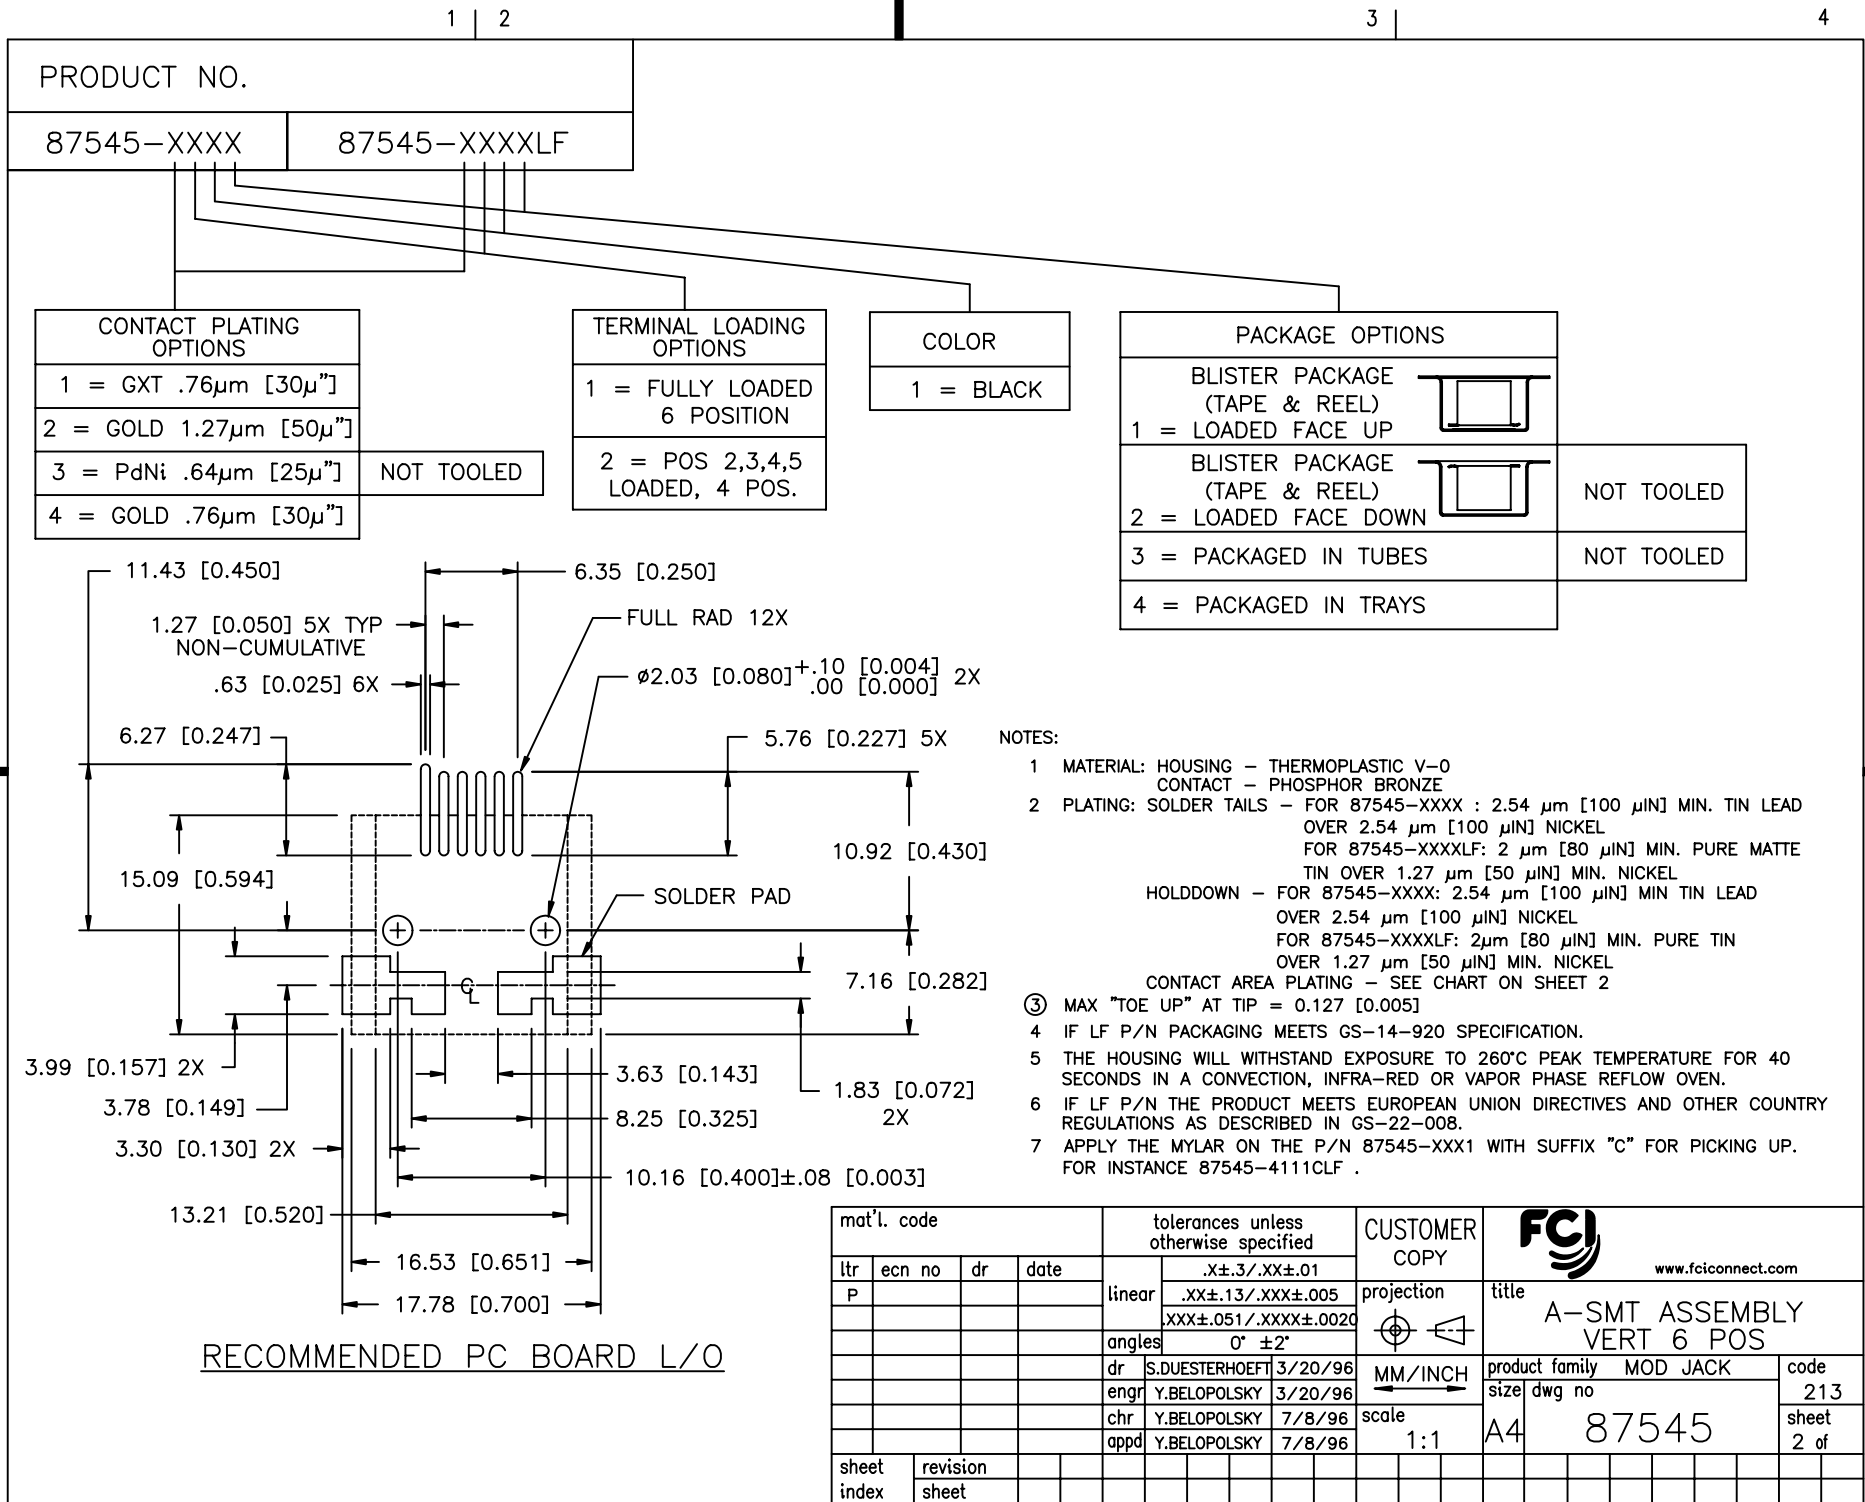 1 2 3 4
PRODUCT NO.
87545-XXXX 87545-XXXXLF
CONTACT PLATING
OPTIONS
1 = GXT .76µm [30µ"]
2 = GOLD 1.27µm [50µ"]
3 = PdNi .64µm [25µ"] NOT TOOLED
4 = GOLD .76µm [30µ"]
TERMINAL LOADING
OPTIONS
1 = FULLY LOADED
6 POSITION
2 = POS 2,3,4,5
LOADED, 4 POS.
COLOR
1 = BLACK
PACKAGE OPTIONS
BLISTER PACKAGE
(TAPE & REEL)
1 = LOADED FACE UP
BLISTER PACKAGE
(TAPE & REEL)
2 = LOADED FACE DOWN
NOT TOOLED
3 = PACKAGED IN TUBES NOT TOOLED
4 = PACKAGED IN TRAYS
11.43 [0.450]
6.35 [0.250]
1.27 [0.050] 5X TYP
NON-CUMULATIVE
FULL RAD 12X
.63 [0.025] 6X
ø2.03 [0.080] +.10 [0.004] 2X
.00 [0.000]
6.27 [0.247]
5.76 [0.227] 5X
10.92 [0.430]
15.09 [0.594]
SOLDER PAD
CL
7.16 [0.282]
3.99 [0.157] 2X
3.63 [0.143]
1.83 [0.072]
2X
3.78 [0.149]
8.25 [0.325]
3.30 [0.130] 2X
10.16 [0.400]±.08 [0.003]
13.21 [0.520]
16.53 [0.651]
17.78 [0.700]
RECOMMENDED PC BOARD L/O
NOTES:
1 MATERIAL: HOUSING - THERMOPLASTIC V-0
CONTACT - PHOSPHOR BRONZE
2 PLATING: SOLDER TAILS - FOR 87545-XXXX : 2.54 µm [100 µIN] MIN. TIN LEAD
OVER 2.54 µm [100 µIN] NICKEL
FOR 87545-XXXXLF: 2 µm [80 µIN] MIN. PURE MATTE
TIN OVER 1.27 µm [50 µIN] MIN. NICKEL
HOLDDOWN - FOR 87545-XXXX: 2.54 µm [100 µIN] MIN TIN LEAD
OVER 2.54 µm [100 µIN] NICKEL
FOR 87545-XXXXLF: 2µm [80 µIN] MIN. PURE TIN
OVER 1.27 µm [50 µIN] MIN. NICKEL
CONTACT AREA PLATING - SEE CHART ON SHEET 2
3 MAX "TOE UP" AT TIP = 0.127 [0.005]
4 IF LF P/N PACKAGING MEETS GS-14-920 SPECIFICATION.
5 THE HOUSING WILL WITHSTAND EXPOSURE TO 260°C PEAK TEMPERATURE FOR 40
SECONDS IN A CONVECTION, INFRA-RED OR VAPOR PHASE REFLOW OVEN.
6 IF LF P/N THE PRODUCT MEETS EUROPEAN UNION DIRECTIVES AND OTHER COUNTRY
REGULATIONS AS DESCRIBED IN GS-22-008.
7 APPLY THE MYLAR ON THE P/N 87545-XXX1 WITH SUFFIX "C" FOR PICKING UP.
FOR INSTANCE 87545-4111CLF .
mat'l. code
ltr ecn no dr date
P
tolerances unless
otherwise specified
linear
.X±.3/.XX±.01
.XX±.13/.XXX±.005
.XXX±.051/.XXXX±.0020
angles 0° ±2°
dr S.DUESTERHOEFT 3/20/96
engr Y.BELOPOLSKY 3/20/96
chr Y.BELOPOLSKY 7/8/96
appd Y.BELOPOLSKY 7/8/96
CUSTOMER
COPY
projection
MM/INCH
scale
1:1
FCI
www.fciconnect.com
title
A-SMT ASSEMBLY
VERT 6 POS
product family MOD JACK
code
213
size
A4
dwg no
87545
sheet
2 of
sheet
index
revision
sheet